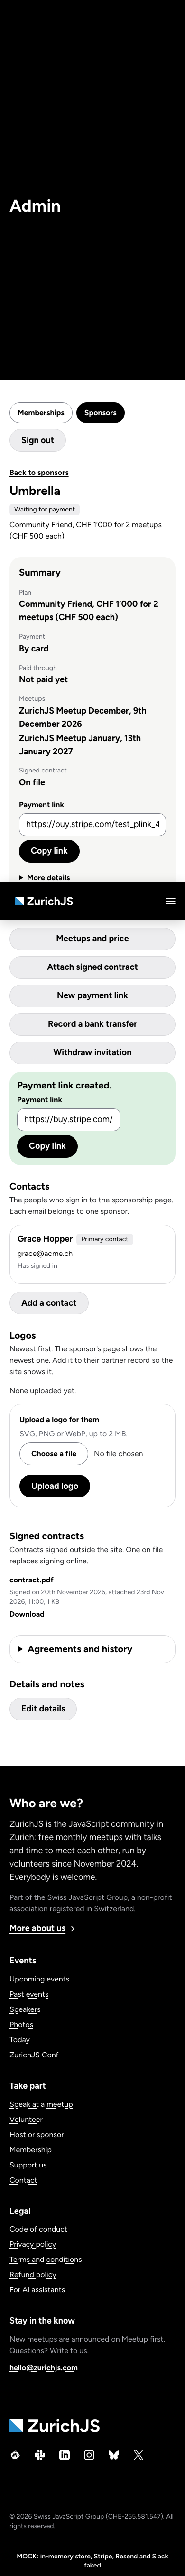 Admin
Memberships
Sponsors
Sign out
Back to sponsors
Umbrella
Waiting for payment
Community Friend, CHF 1'000 for 2 meetups
(CHF 500 each)
Summary
Plan
Community Friend, CHF 1'000 for 2
meetups (CHF 500 each)
Payment
By card
Paid through
Not paid yet
Meetups
ZurichJS Meetup December, 9th
December 2026
ZurichJS Meetup January, 13th
January 2027
Signed contract
On file
Payment link
https://buy.stripe.com/test_plink_4
Copy link
More details
ZurichJS
Meetups and price
Attach signed contract
New payment link
Record a bank transfer
Withdraw invitation
Payment link created.
Payment link
https://buy.stripe.com/
Copy link
Contacts
The people who sign in to the sponsorship page.
Each email belongs to one sponsor.
Grace Hopper
Primary contact
grace@acme.ch
Has signed in
Add a contact
Logos
Newest first. The sponsor's page shows the
newest one. Add it to their partner record so the
site shows it.
None uploaded yet.
Upload a logo for them
SVG, PNG or WebP, up to 2 MB.
Choose a file
No file chosen
Upload logo
Signed contracts
Contracts signed outside the site. One on file
replaces signing online.
contract.pdf
Signed on 20th November 2026, attached 23rd Nov
2026, 11:00, 1 KB
Download
Agreements and history
Details and notes
Edit details
Who are we?
ZurichJS is the JavaScript community in
Zurich: free monthly meetups with talks
and time to meet each other, run by
volunteers since November 2024.
Everybody is welcome.
Part of the Swiss JavaScript Group, a non-profit
association registered in Switzerland.
More about us
Events
Upcoming events
Past events
Speakers
Photos
Today
ZurichJS Conf
Take part
Speak at a meetup
Volunteer
Host or sponsor
Membership
Support us
Contact
Legal
Code of conduct
Privacy policy
Terms and conditions
Refund policy
For AI assistants
Stay in the know
New meetups are announced on Meetup first.
Questions? Write to us.
hello@zurichjs.com
ZurichJS
© 2026 Swiss JavaScript Group (CHE-255.581.547). All
rights reserved.
MOCK: in-memory store, Stripe, Resend and Slack
faked